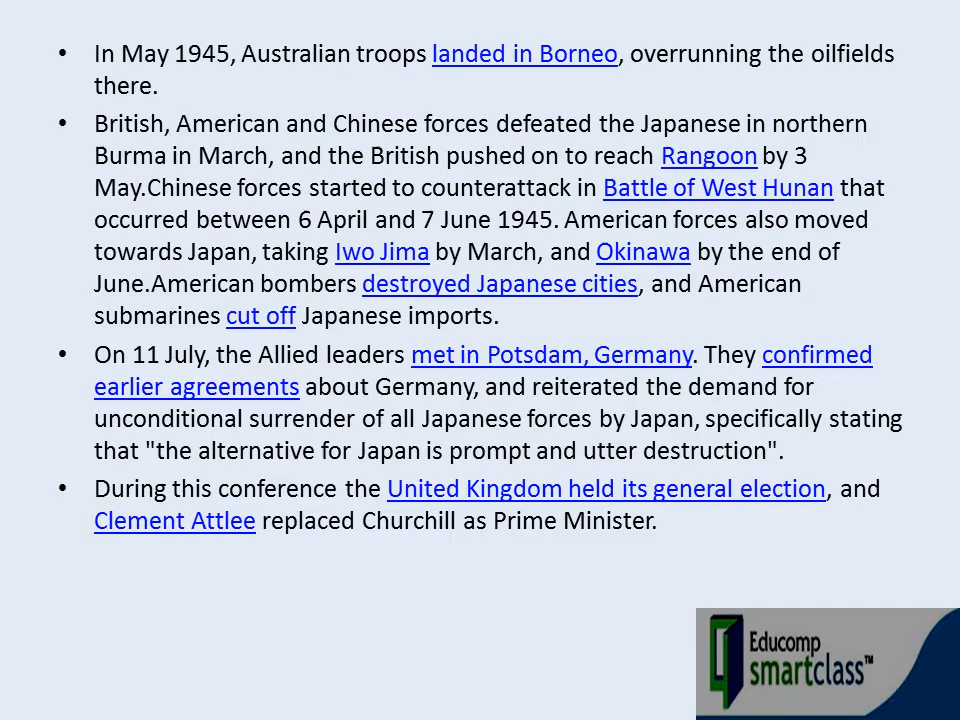 • In May 1945, Australian troops landed in Borneo, overrunning the oilfields
there.
• British, American and Chinese forces defeated the Japanese in northern
Burma in March, and the British pushed on to reach Rangoon by 3
May.Chinese forces started to counterattack in Battle of West Hunan that
occurred between 6 April and 7 June 1945. American forces also moved
towards Japan, taking Iwo Jima by March, and Okinawa by the end of
June.American bombers destroyed Japanese cities, and American
submarines cut off Japanese imports.
• On 11 July, the Allied leaders met in Potsdam, Germany. They confirmed
earlier agreements about Germany, and reiterated the demand for
unconditional surrender of all Japanese forces by Japan, specifically stating
that "the alternative for Japan is prompt and utter destruction".
• During this conference the United Kingdom held its general election, and
Clement Attlee replaced Churchill as Prime Minister.
Educomp
smartclass™